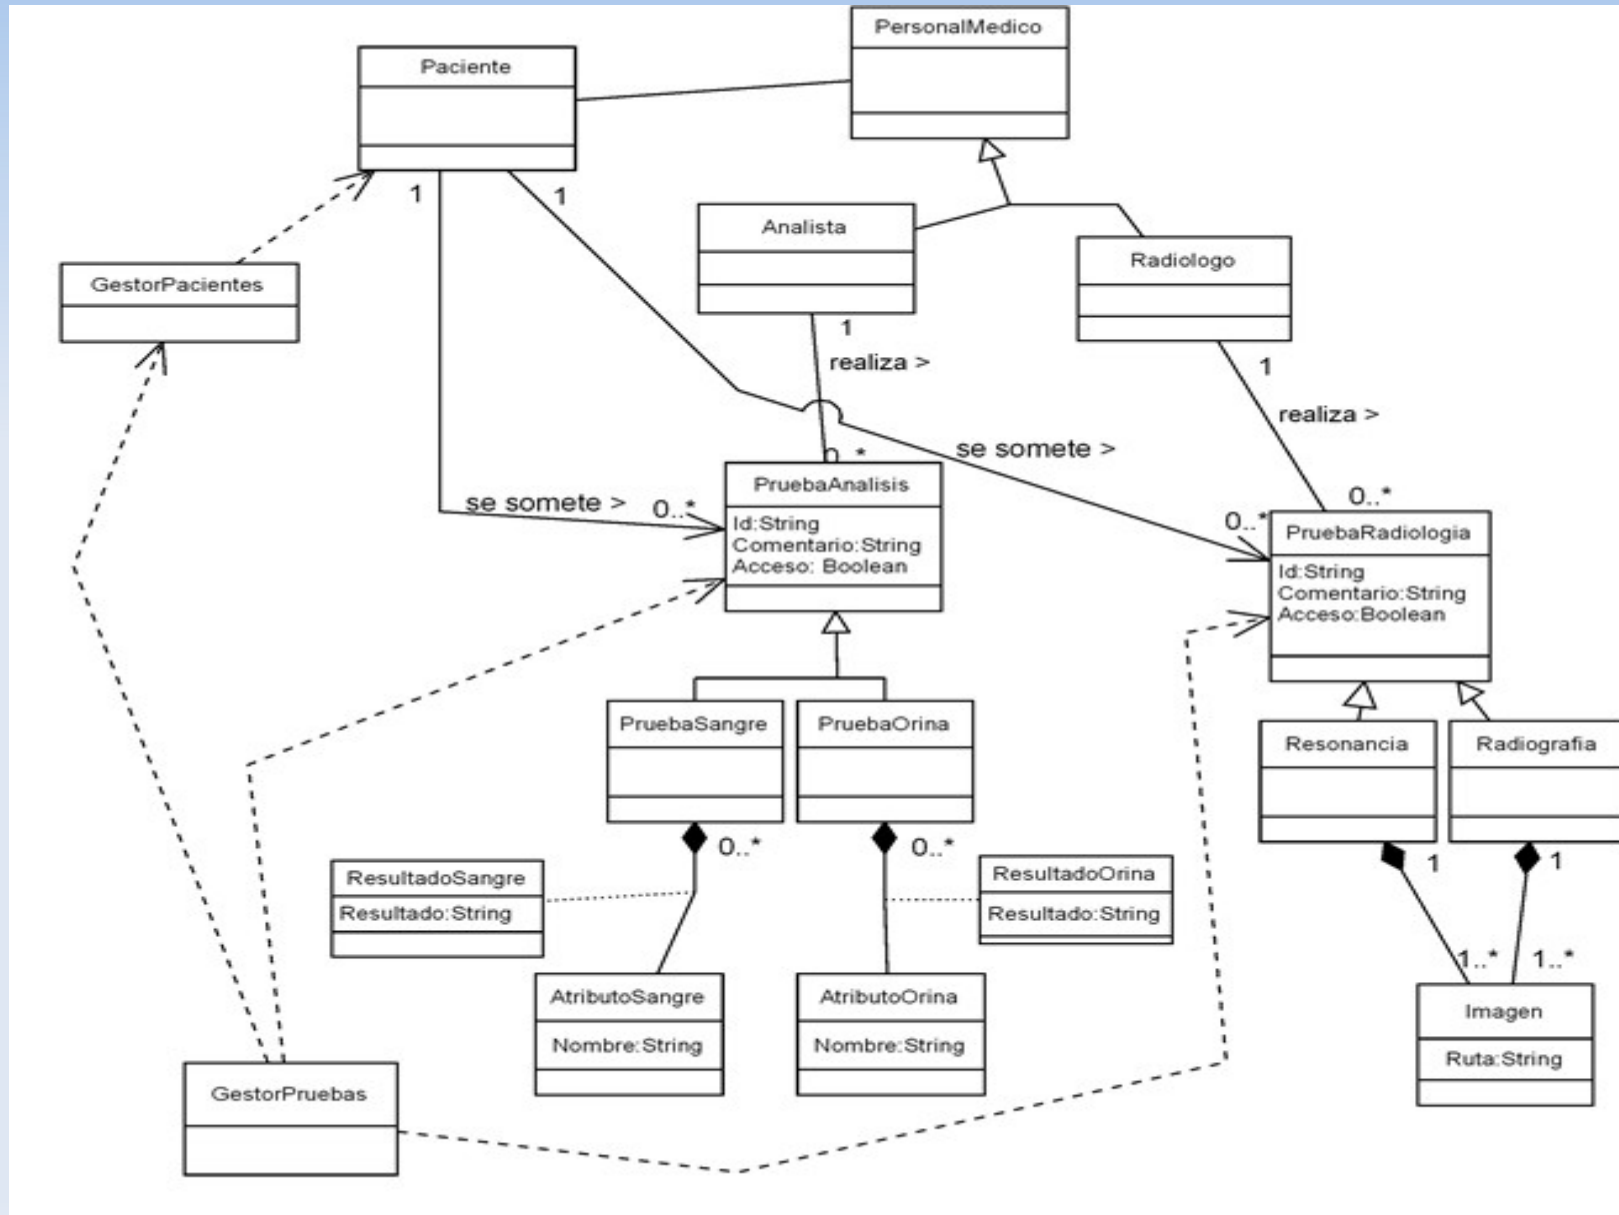 PersonalMedico
Paciente
1
1
Analista
Radiologo
GestorPacientes
1
realiza >
1
realiza >
se somete >
0..*
PruebaAnalisis
Id:String
Comentario:String
Acceso: Boolean
se somete >
0..*
0..*
0..*
PruebaRadiologia
Id:String
Comentario:String
Acceso:Boolean
PruebaSangre
PruebaOrina
Resonancia
Radiografia
0..*
0..*
1
1
ResultadoSangre
Resultado:String
ResultadoOrina
Resultado:String
1..*
1..*
AtributoSangre
Nombre:String
AtributoOrina
Nombre:String
Imagen
Ruta:String
GestorPruebas